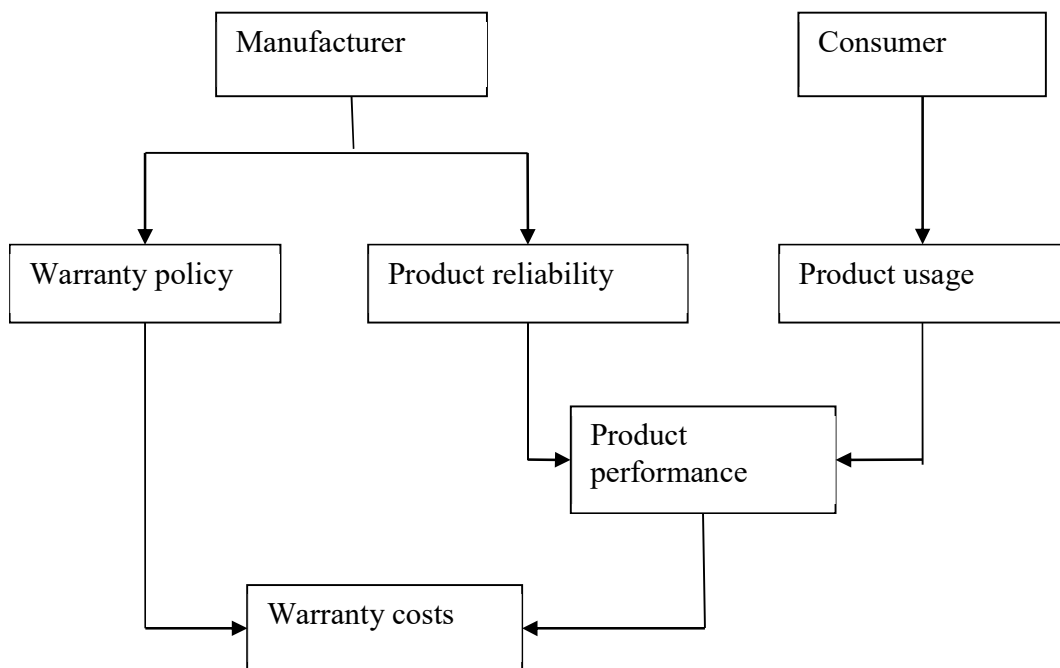 Manufacturer
Consumer
Warranty policy
Product reliability
Product usage
Product
performance
Warranty costs